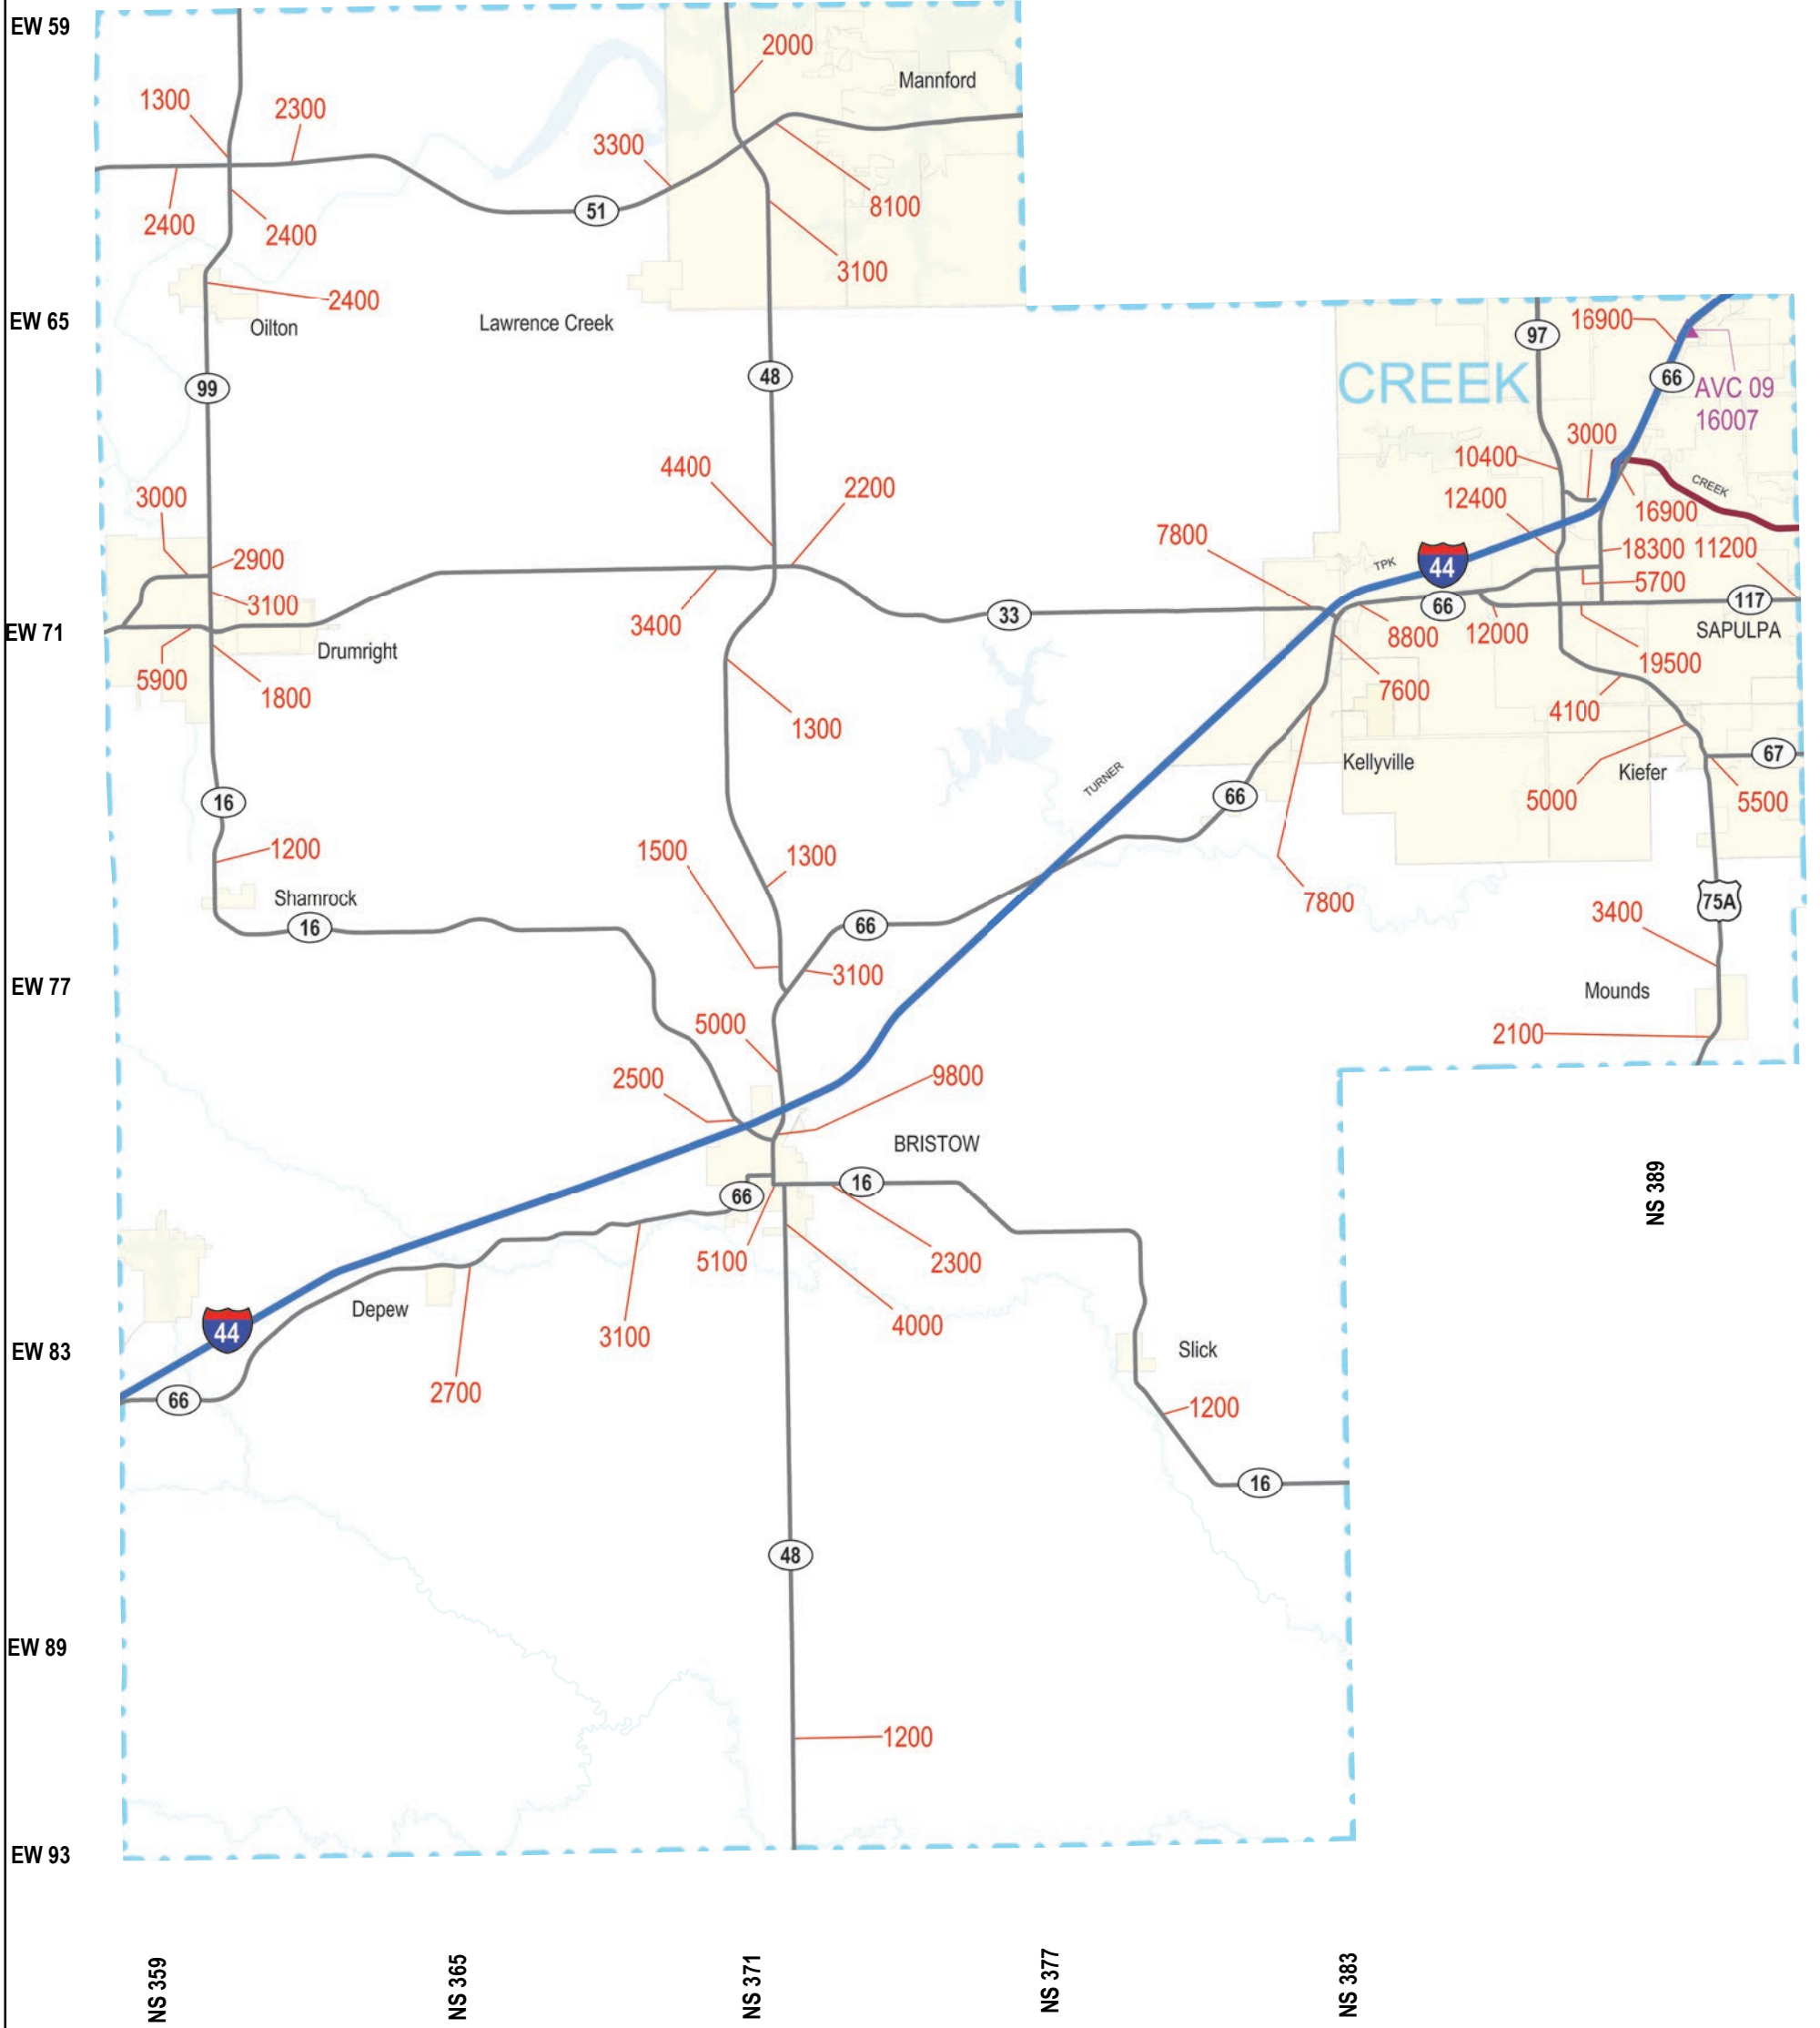 EW 59
2000
Mannford
1300
2300
3300
2400
2400
51
8100
3100
2400
Oilton
Lawrence Creek
EW 65
16900
97
99
48
CREEK
66
AVC 09
16007
3000
4400
2200
10400
CREEK
3000
12400
16900
7800
18300
11200
2900
TPK
44
5700
3100
66
117
33
3400
8800
12000
SAPULPA
EW 71
Drumright
19500
5900
1800
7600
4100
1300
Kellyville
Kiefer
67
TURNER
16
66
5000
5500
1200
1500
1300
Shamrock
7800
75A
3400
16
66
3100
EW 77
Mounds
5000
2100
2500
9800
BRISTOW
66
16
NS 389
5100
2300
Depew
4000
44
3100
Slick
EW 83
2700
66
1200
16
48
EW 89
1200
EW 93
NS 359
NS 365
NS 371
NS 377
NS 383